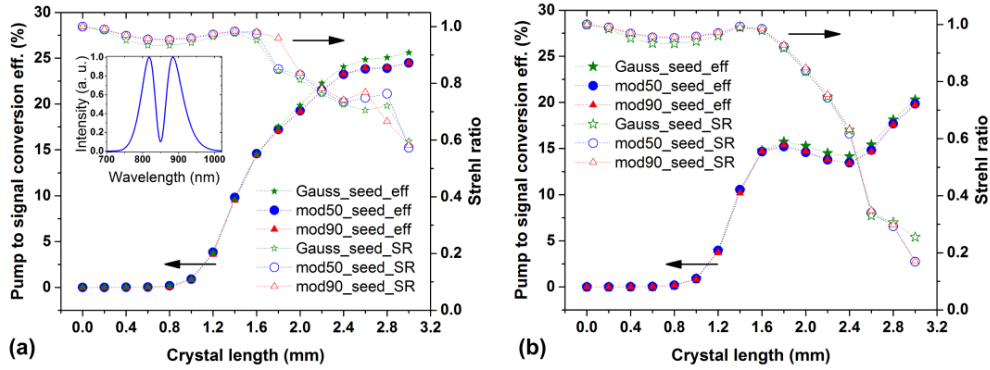 30
25
20
15
10
5
0
Pump to signal conversion eff. (%)
1.0
0.8
0.6
0.4
0.2
0.0
Strehl ratio
1.0
0.8
0.6
0.4
0.2
0.0
Intensity (a. u.)
700 800 900 1000
Wavelength (nm)
Gauss_seed_eff
mod50_seed_eff
mod90_seed_eff
Gauss_seed_SR
mod50_seed_SR
mod90_seed_SR
0.0 0.4 0.8 1.2 1.6 2.0 2.4 2.8 3.2
Crystal length (mm)
(a)
30
25
20
15
10
5
0
Pump to signal conversion eff. (%)
1.0
0.8
0.6
0.4
0.2
0.0
Strehl ratio
Gauss_seed_eff
mod50_seed_eff
mod90_seed_eff
Gauss_seed_SR
mod50_seed_SR
mod90_seed_SR
0.0 0.4 0.8 1.2 1.6 2.0 2.4 2.8 3.2
Crystal length (mm)
(b)